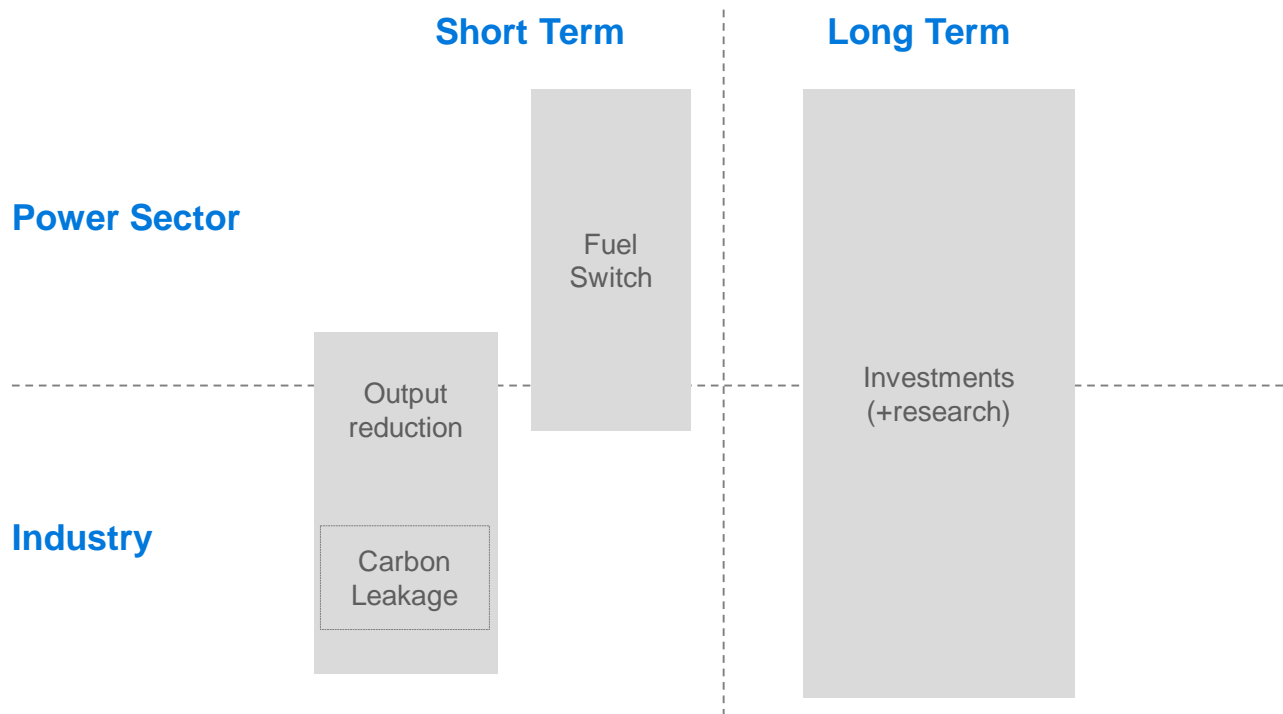 Short Term
Long Term
Power Sector
Fuel
Switch
Output
reduction
Investments
(+research)
Industry
Carbon
Leakage